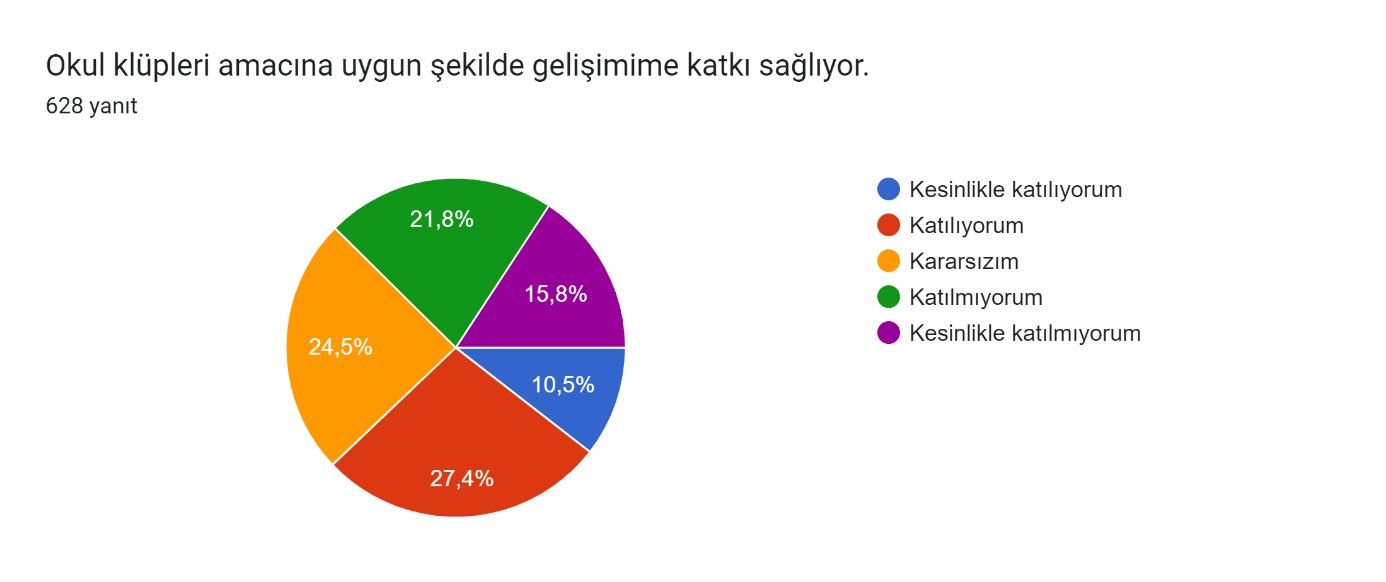 Okul klüpleri amacına uygun şekilde gelişimime katkı sağlıyor.
628 yanıt
Kesinlikle katılıyorum
Katılıyorum
Kararsızım
Katılmıyorum
Kesinlikle katılmıyorum
21,8%
15,8%
24,5%
10,5%
27,4%